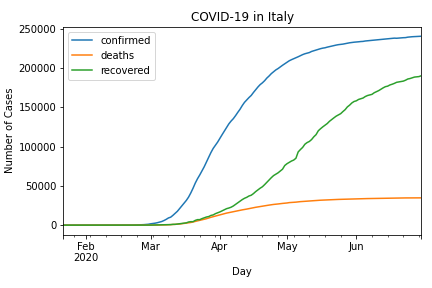 COVID-19 in Italy
250000
200000
150000
100000
50000
0
Number of Cases
confirmed
deaths
recovered
Feb
2020
Mar
Apr
May
Jun
Day